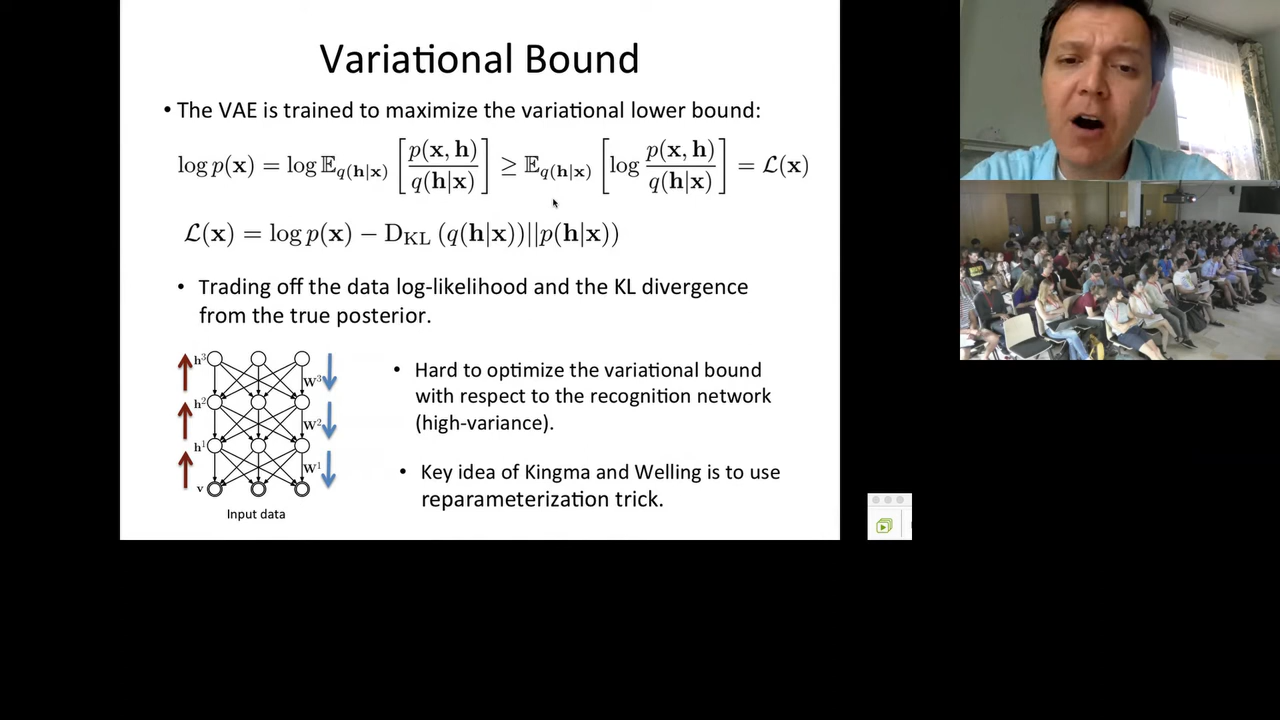 Variational Bound
• The VAE is trained to maximize the variational lower bound:
log p(x) = log 𝔼_{q(h|x)} [ p(x, h) / q(h|x) ] ≥ 𝔼_{q(h|x)} [ log p(x, h) / q(h|x) ] = ℒ(x)
ℒ(x) = log p(x) − D_KL (q(h|x))||p(h|x))
• Trading off the data log-likelihood and the KL divergence
from the true posterior.
h³
W³
h²
W²
h¹
W¹
v
Input data
• Hard to optimize the variational bound
with respect to the recognition network
(high-variance).
• Key idea of Kingma and Welling is to use
reparameterization trick.